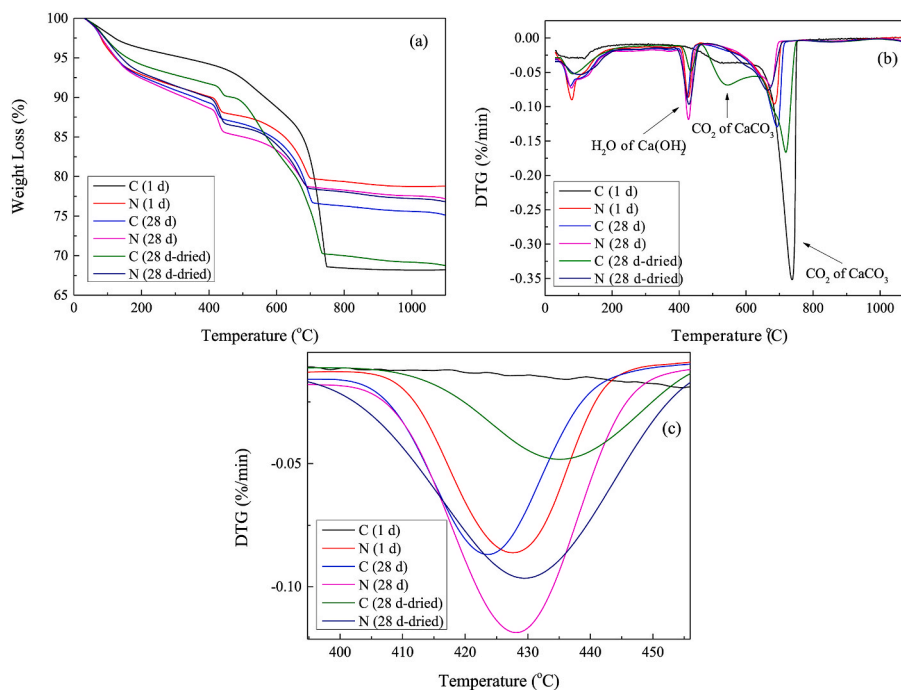 100
95
90
85
80
75
70
65
Weight Loss (%)
(a)
C (1 d)
N (1 d)
C (28 d)
N (28 d)
C (28 d-dried)
N (28 d-dried)
0 200 400 600 800 1000
Temperature (°C)
0.00
-0.05
-0.10
-0.15
-0.20
-0.25
-0.30
-0.35
DTG (%/min)
(b)
H₂O of Ca(OH)₂
CO₂ of CaCO₃
CO₂ of CaCO₃
C (1 d)
N (1 d)
C (28 d)
N (28 d)
C (28 d-dried)
N (28 d-dried)
0 200 400 600 800 1000
Temperature (°C)
-0.05
-0.10
DTG (%/min)
(c)
C (1 d)
N (1 d)
C (28 d)
N (28 d)
C (28 d-dried)
N (28 d-dried)
400 410 420 430 440 450
Temperature (°C)